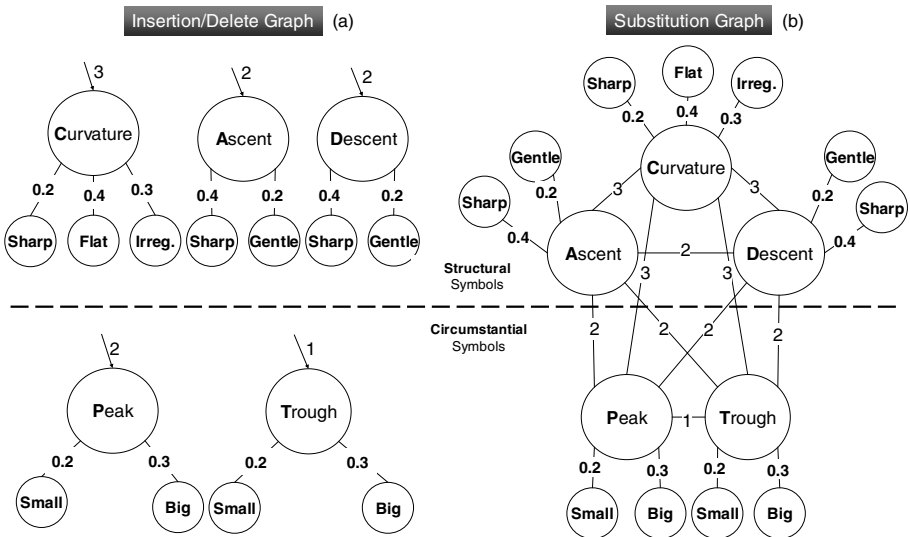 Insertion/Delete Graph (a)
3
2
2
Curvature
Ascent
Descent
0.2
0.4
0.3
0.4
0.2
0.4
0.2
Sharp
Flat
Irreg.
Sharp
Gentle
Sharp
Gentle
2
1
Peak
Trough
0.2
0.3
0.2
0.3
Small
Big
Small
Big
Substitution Graph (b)
Sharp
Flat
Irreg.
0.2
0.4
0.3
Gentle
Curvature
Gentle
Sharp
0.2
3
3
0.2
Sharp
0.4
0.4
Ascent
2
Descent
Structural
Symbols
3
3
Circumstantial
Symbols
2
2
2
2
Peak
1
Trough
0.2
0.3
0.2
0.3
Small
Big
Small
Big